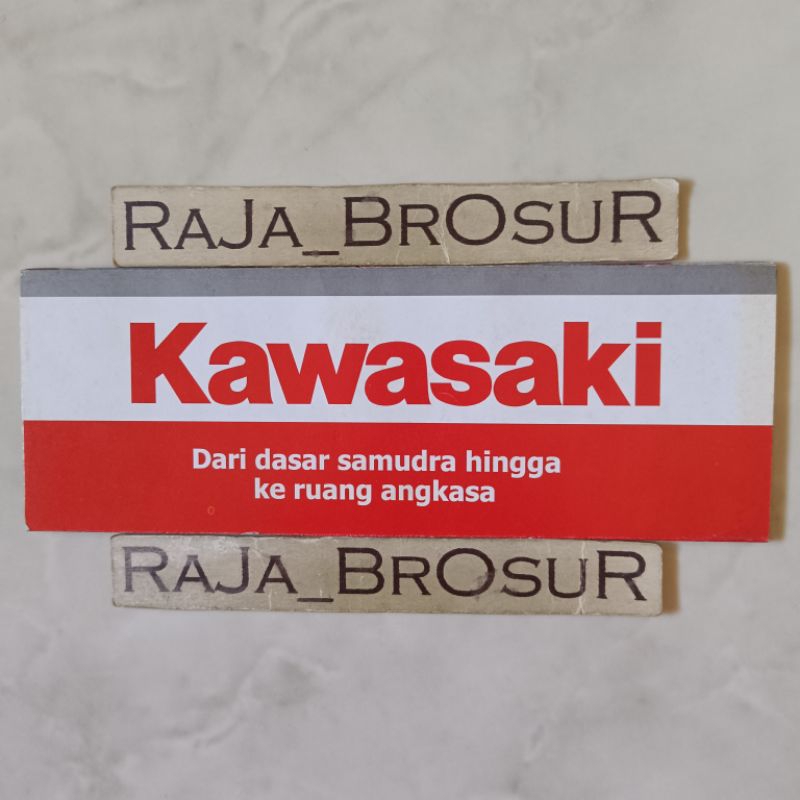 RAJA_BROSUR
Kawasaki
Dari dasar samudra hingga
ke ruang angkasa
RAJA_BROSUR